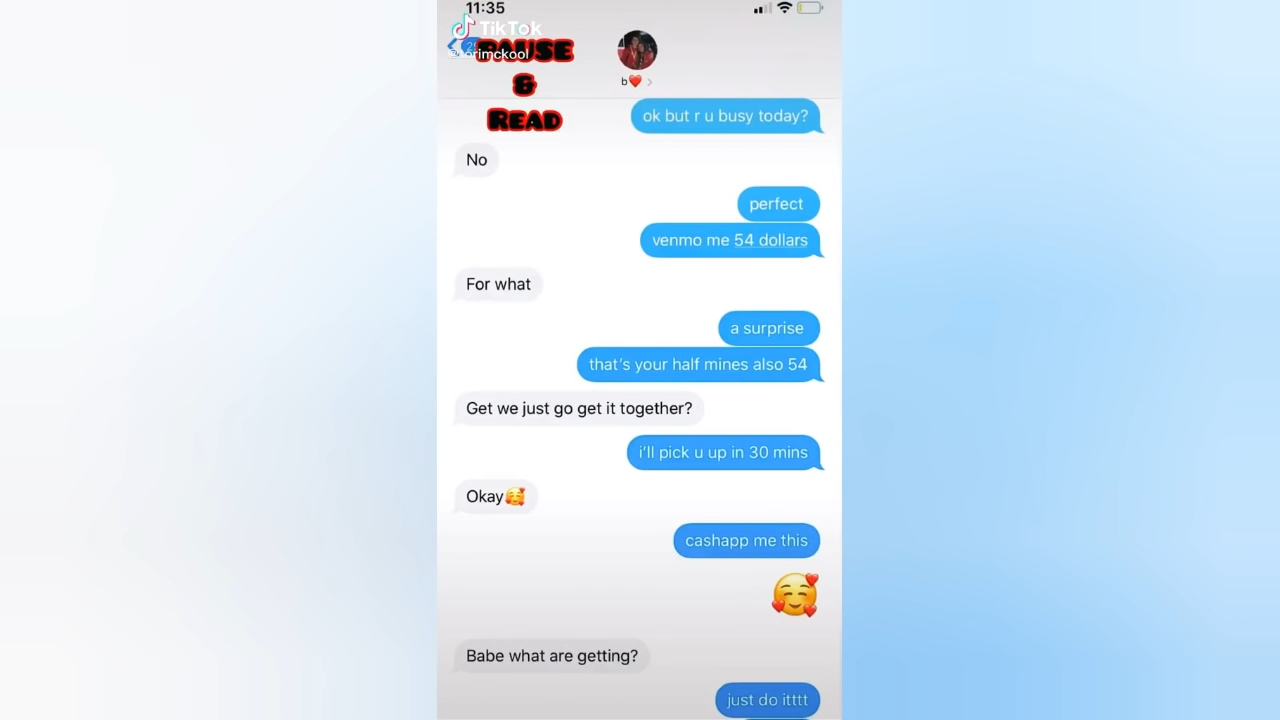 11:35
TikTok
PAUSE
&
READ
b❤️
ok but r u busy today?
No
perfect
venmo me 54 dollars
For what
a surprise
that's your half mines also 54
Get we just go get it together?
i'll pick u up in 30 mins
Okay🥰
cashapp me this
🥰
Babe what are getting?
just do itttt